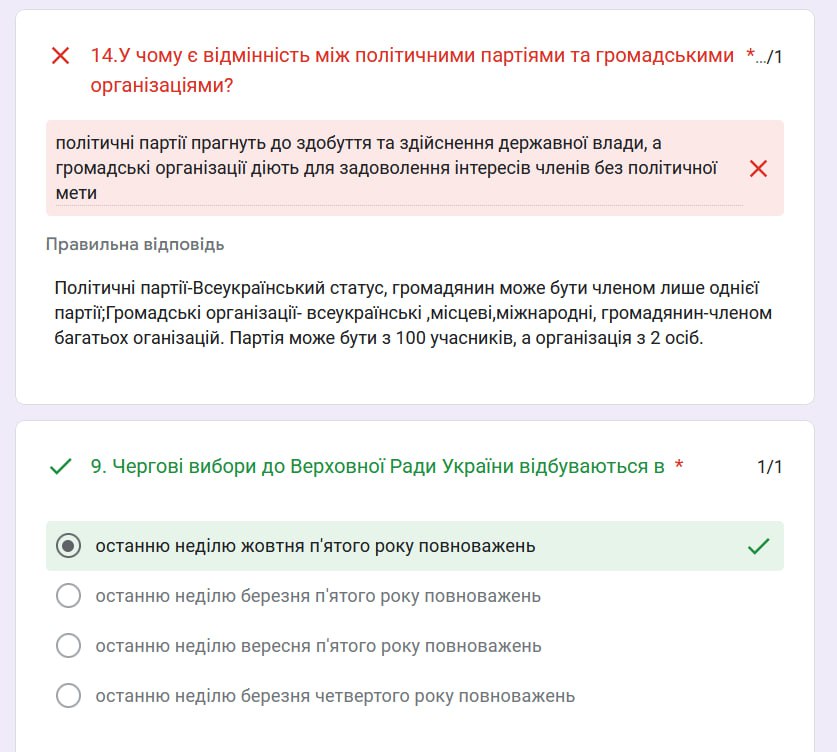 14.У чому є відмінність між політичними партіями та громадськими * .../1
організаціями?
політичні партії прагнуть до здобуття та здійснення державної влади, а
громадські організації діють для задоволення інтересів членів без політичної
мети
Правильна відповідь
Політичні партії-Всеукраїнський статус, громадянин може бути членом лише однієї
партії;Громадські організації- всеукраїнські ,місцеві,міжнародні, громадянин-членом
багатьох оганізацій. Партія може бути з 100 учасників, а організація з 2 осіб.
9. Чергові вибори до Верховної Ради України відбуваються в * 1/1
останню неділю жовтня п'ятого року повноважень
останню неділю березня п'ятого року повноважень
останню неділю вересня п'ятого року повноважень
останню неділю березня четвертого року повноважень